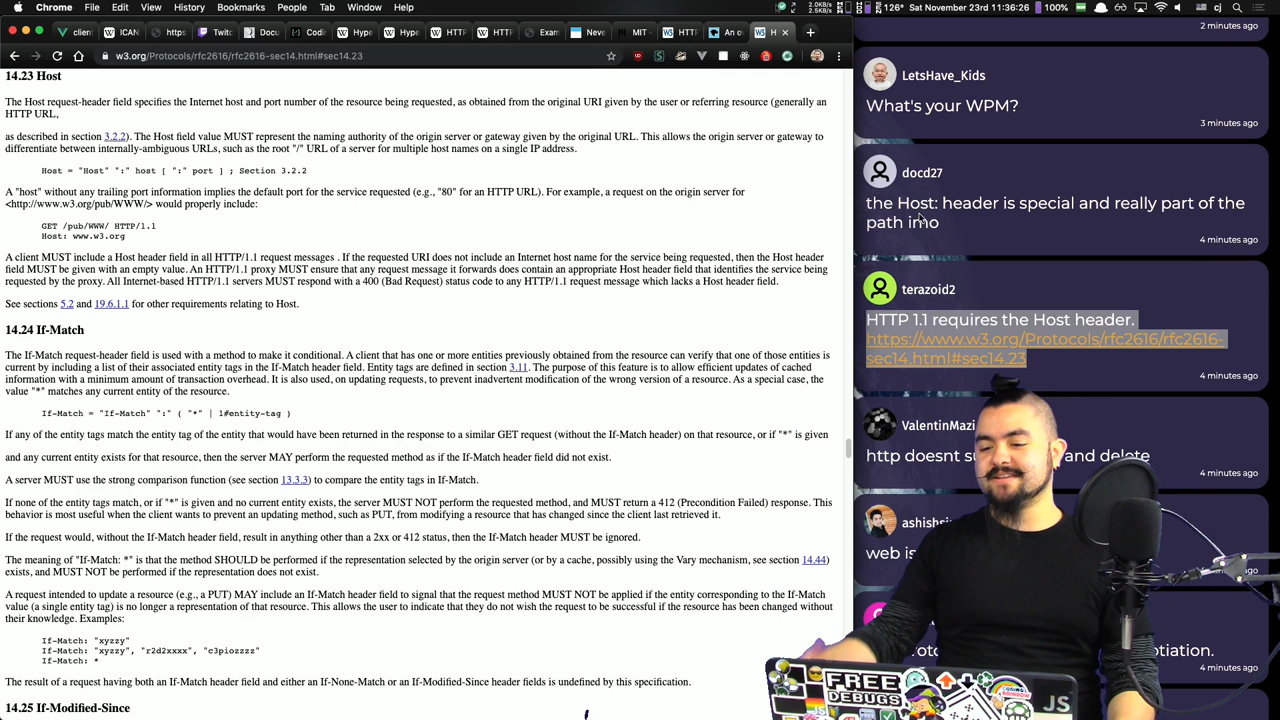 Chrome File Edit View History Bookmarks People Tab Window Help
2.0KB/s
2.5KB/s
126° Sat November 23rd 11:36:26 100% cj
client
ICAN
https
Twitc
Docu
Codi
Hype
Hype
HTTP
HTTP
Exam
Neve
MIT -
HTTP
An o
H
w3.org/Protocols/rfc2616/rfc2616-sec14.html#sec14.23
14.23 Host
The Host request-header field specifies the Internet host and port number of the resource being requested, as obtained from the original URI given by the user or referring resource (generally an
HTTP URL,
as described in section 3.2.2). The Host field value MUST represent the naming authority of the origin server or gateway given by the original URL. This allows the origin server or gateway to
differentiate between internally-ambiguous URLs, such as the root "/" URL of a server for multiple host names on a single IP address.
Host = "Host" ":" host [ ":" port ] ; Section 3.2.2
A "host" without any trailing port information implies the default port for the service requested (e.g., "80" for an HTTP URL). For example, a request on the origin server for
<http://www.w3.org/pub/WWW/> would properly include:
GET /pub/WWW/ HTTP/1.1
Host: www.w3.org
A client MUST include a Host header field in all HTTP/1.1 request messages . If the requested URI does not include an Internet host name for the service being requested, then the Host header
field MUST be given with an empty value. An HTTP/1.1 proxy MUST ensure that any request message it forwards does contain an appropriate Host header field that identifies the service being
requested by the proxy. All Internet-based HTTP/1.1 servers MUST respond with a 400 (Bad Request) status code to any HTTP/1.1 request message which lacks a Host header field.
See sections 5.2 and 19.6.1.1 for other requirements relating to Host.
14.24 If-Match
The If-Match request-header field is used with a method to make it conditional. A client that has one or more entities previously obtained from the resource can verify that one of those entities is
current by including a list of their associated entity tags in the If-Match header field. Entity tags are defined in section 3.11. The purpose of this feature is to allow efficient updates of cached
information with a minimum amount of transaction overhead. It is also used, on updating requests, to prevent inadvertent modification of the wrong version of a resource. As a special case, the
value "*" matches any current entity of the resource.
If-Match = "If-Match" ":" ( "*" | 1#entity-tag )
If any of the entity tags match the entity tag of the entity that would have been returned in the response to a similar GET request (without the If-Match header) on that resource, or if "*" is given
and any current entity exists for that resource, then the server MAY perform the requested method as if the If-Match header field did not exist.
A server MUST use the strong comparison function (see section 13.3.3) to compare the entity tags in If-Match.
If none of the entity tags match, or if "*" is given and no current entity exists, the server MUST NOT perform the requested method, and MUST return a 412 (Precondition Failed) response. This
behavior is most useful when the client wants to prevent an updating method, such as PUT, from modifying a resource that has changed since the client last retrieved it.
If the request would, without the If-Match header field, result in anything other than a 2xx or 412 status, then the If-Match header MUST be ignored.
The meaning of "If-Match: *" is that the method SHOULD be performed if the representation selected by the origin server (or by a cache, possibly using the Vary mechanism, see section 14.44)
exists, and MUST NOT be performed if the representation does not exist.
A request intended to update a resource (e.g., a PUT) MAY include an If-Match header field to signal that the request method MUST NOT be applied if the entity corresponding to the If-Match
value (a single entity tag) is no longer a representation of that resource. This allows the user to indicate that they do not wish the request to be successful if the resource has been changed without
their knowledge. Examples:
If-Match: "xyzzy"
If-Match: "xyzzy", "r2d2xxxx", "c3piozzzz"
If-Match: *
The result of a request having both an If-Match header field and either an If-None-Match or an If-Modified-Since header fields is undefined by this specification.
14.25 If-Modified-Since
2 minutes ago
LetsHave_Kids
What's your WPM?
3 minutes ago
docd27
the Host: header is special and really part of the
path imo
4 minutes ago
terazoid2
HTTP 1.1 requires the Host header.
https://www.w3.org/Protocols/rfc2616/rfc2616-
sec14.html#sec14.23
4 minutes ago
ValentinMazi
http doesnt su and delete
4 minutes ago
ashishsi
web is
otiation.
4 minutes ago
FREE
DEBUGS
JS